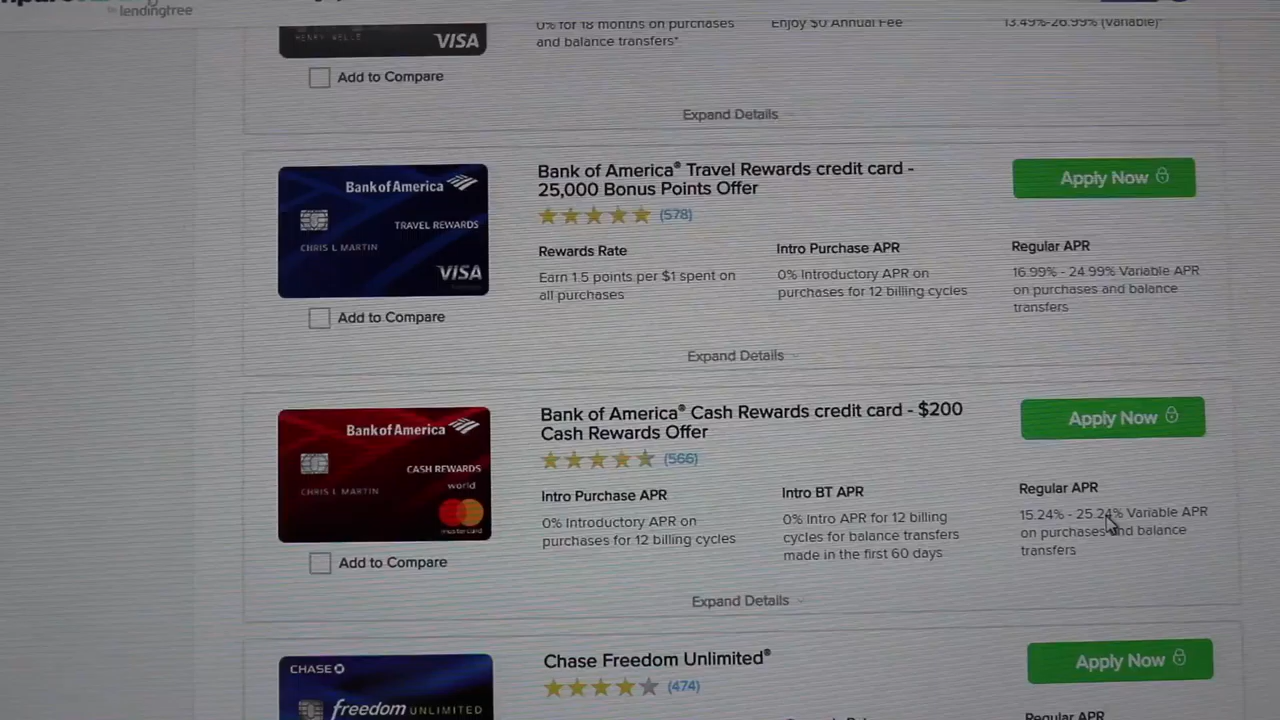 by lendingtree
0% for 18 months on purchases
and balance transfers*
Enjoy $0 Annual Fee
13.49%-26.99% (Variable)*
VISA
Add to Compare
Expand Details
Bank of America
TRAVEL REWARDS
CHRIS L MARTIN
VISA
Add to Compare
Bank of America® Travel Rewards credit card -
25,000 Bonus Points Offer
(578)
Apply Now
Rewards Rate
Earn 1.5 points per $1 spent on
all purchases
Intro Purchase APR
0% Introductory APR on
purchases for 12 billing cycles
Regular APR
16.99% - 24.99% Variable APR
on purchases and balance
transfers
Expand Details
Bank of America
CASH REWARDS
world
CHRIS L MARTIN
mastercard
Add to Compare
Bank of America® Cash Rewards credit card - $200
Cash Rewards Offer
(566)
Apply Now
Intro Purchase APR
0% Introductory APR on
purchases for 12 billing cycles
Intro BT APR
0% Intro APR for 12 billing
cycles for balance transfers
made in the first 60 days
Regular APR
15.24% - 25.24% Variable APR
on purchases and balance
transfers
Expand Details
CHASE
freedom UNLIMITED
Chase Freedom Unlimited®
(474)
Apply Now
Regular APR